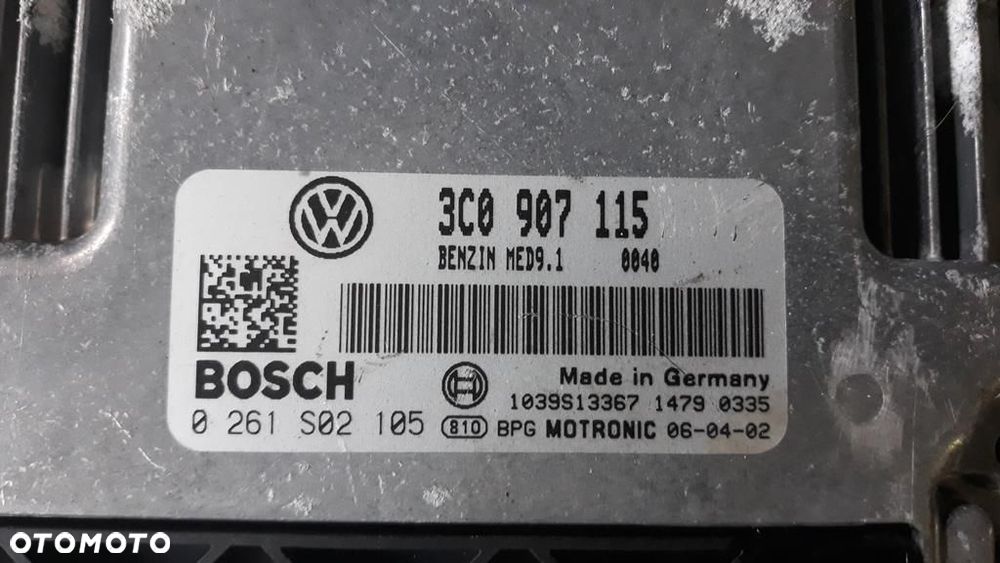 3C0 907 115
BENZIN MED9.1 0040
BOSCH
Made in Germany
1039S13367 1479 0335
0 261 S02 105 810 BPG MOTRONIC 06-04-02
OTOMOTO